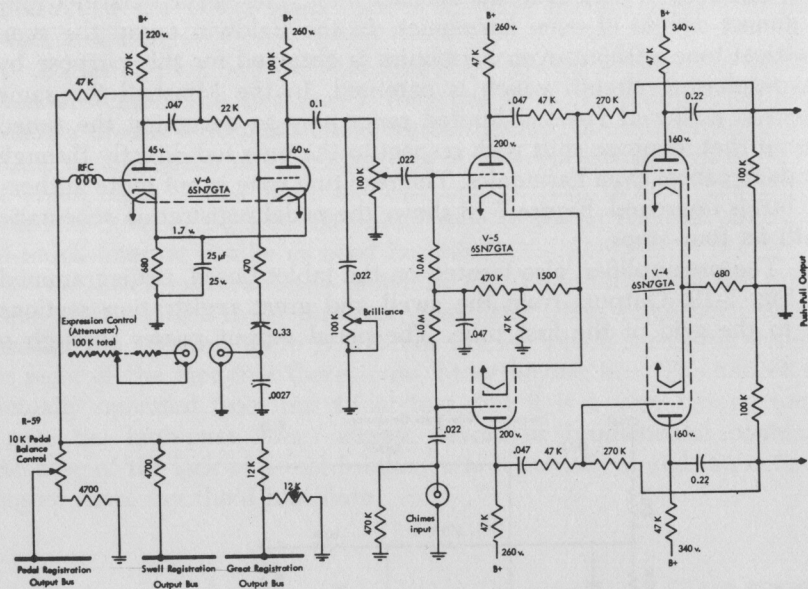 B+
220 v.
270 K
47 K
.047
22 K
45 v.
RFC
V-6
6SN7GTA
1.7 v.
680
25 µf
25 v.
470
Expression Control
(Attenuator)
100 K total
0.33
.0027
R-59
10 K Pedal
Balance
Control
4700
4700
12 K
12 K
Pedal Registration
Output Bus
Swell Registration
Output Bus
Great Registration
Output Bus
B+
260 v.
100 K
0.1
60 v.
100 K
.022
.022
100 K
Brilliance
1.0 M
1.0 M
.022
470 K
Chimes
input
B+
260 v.
47 K
.047
47 K
270 K
200 v.
V-5
6SN7GTA
470 K
1500
.047
47 K
200 v.
.047
47 K
270 K
47 K
260 v.
B+
B+
340 v.
47 K
0.22
160 v.
100 K
V-4
6SN7GTA
680
Push-Pull Output
100 K
160 v.
0.22
47 K
340 v.
B+